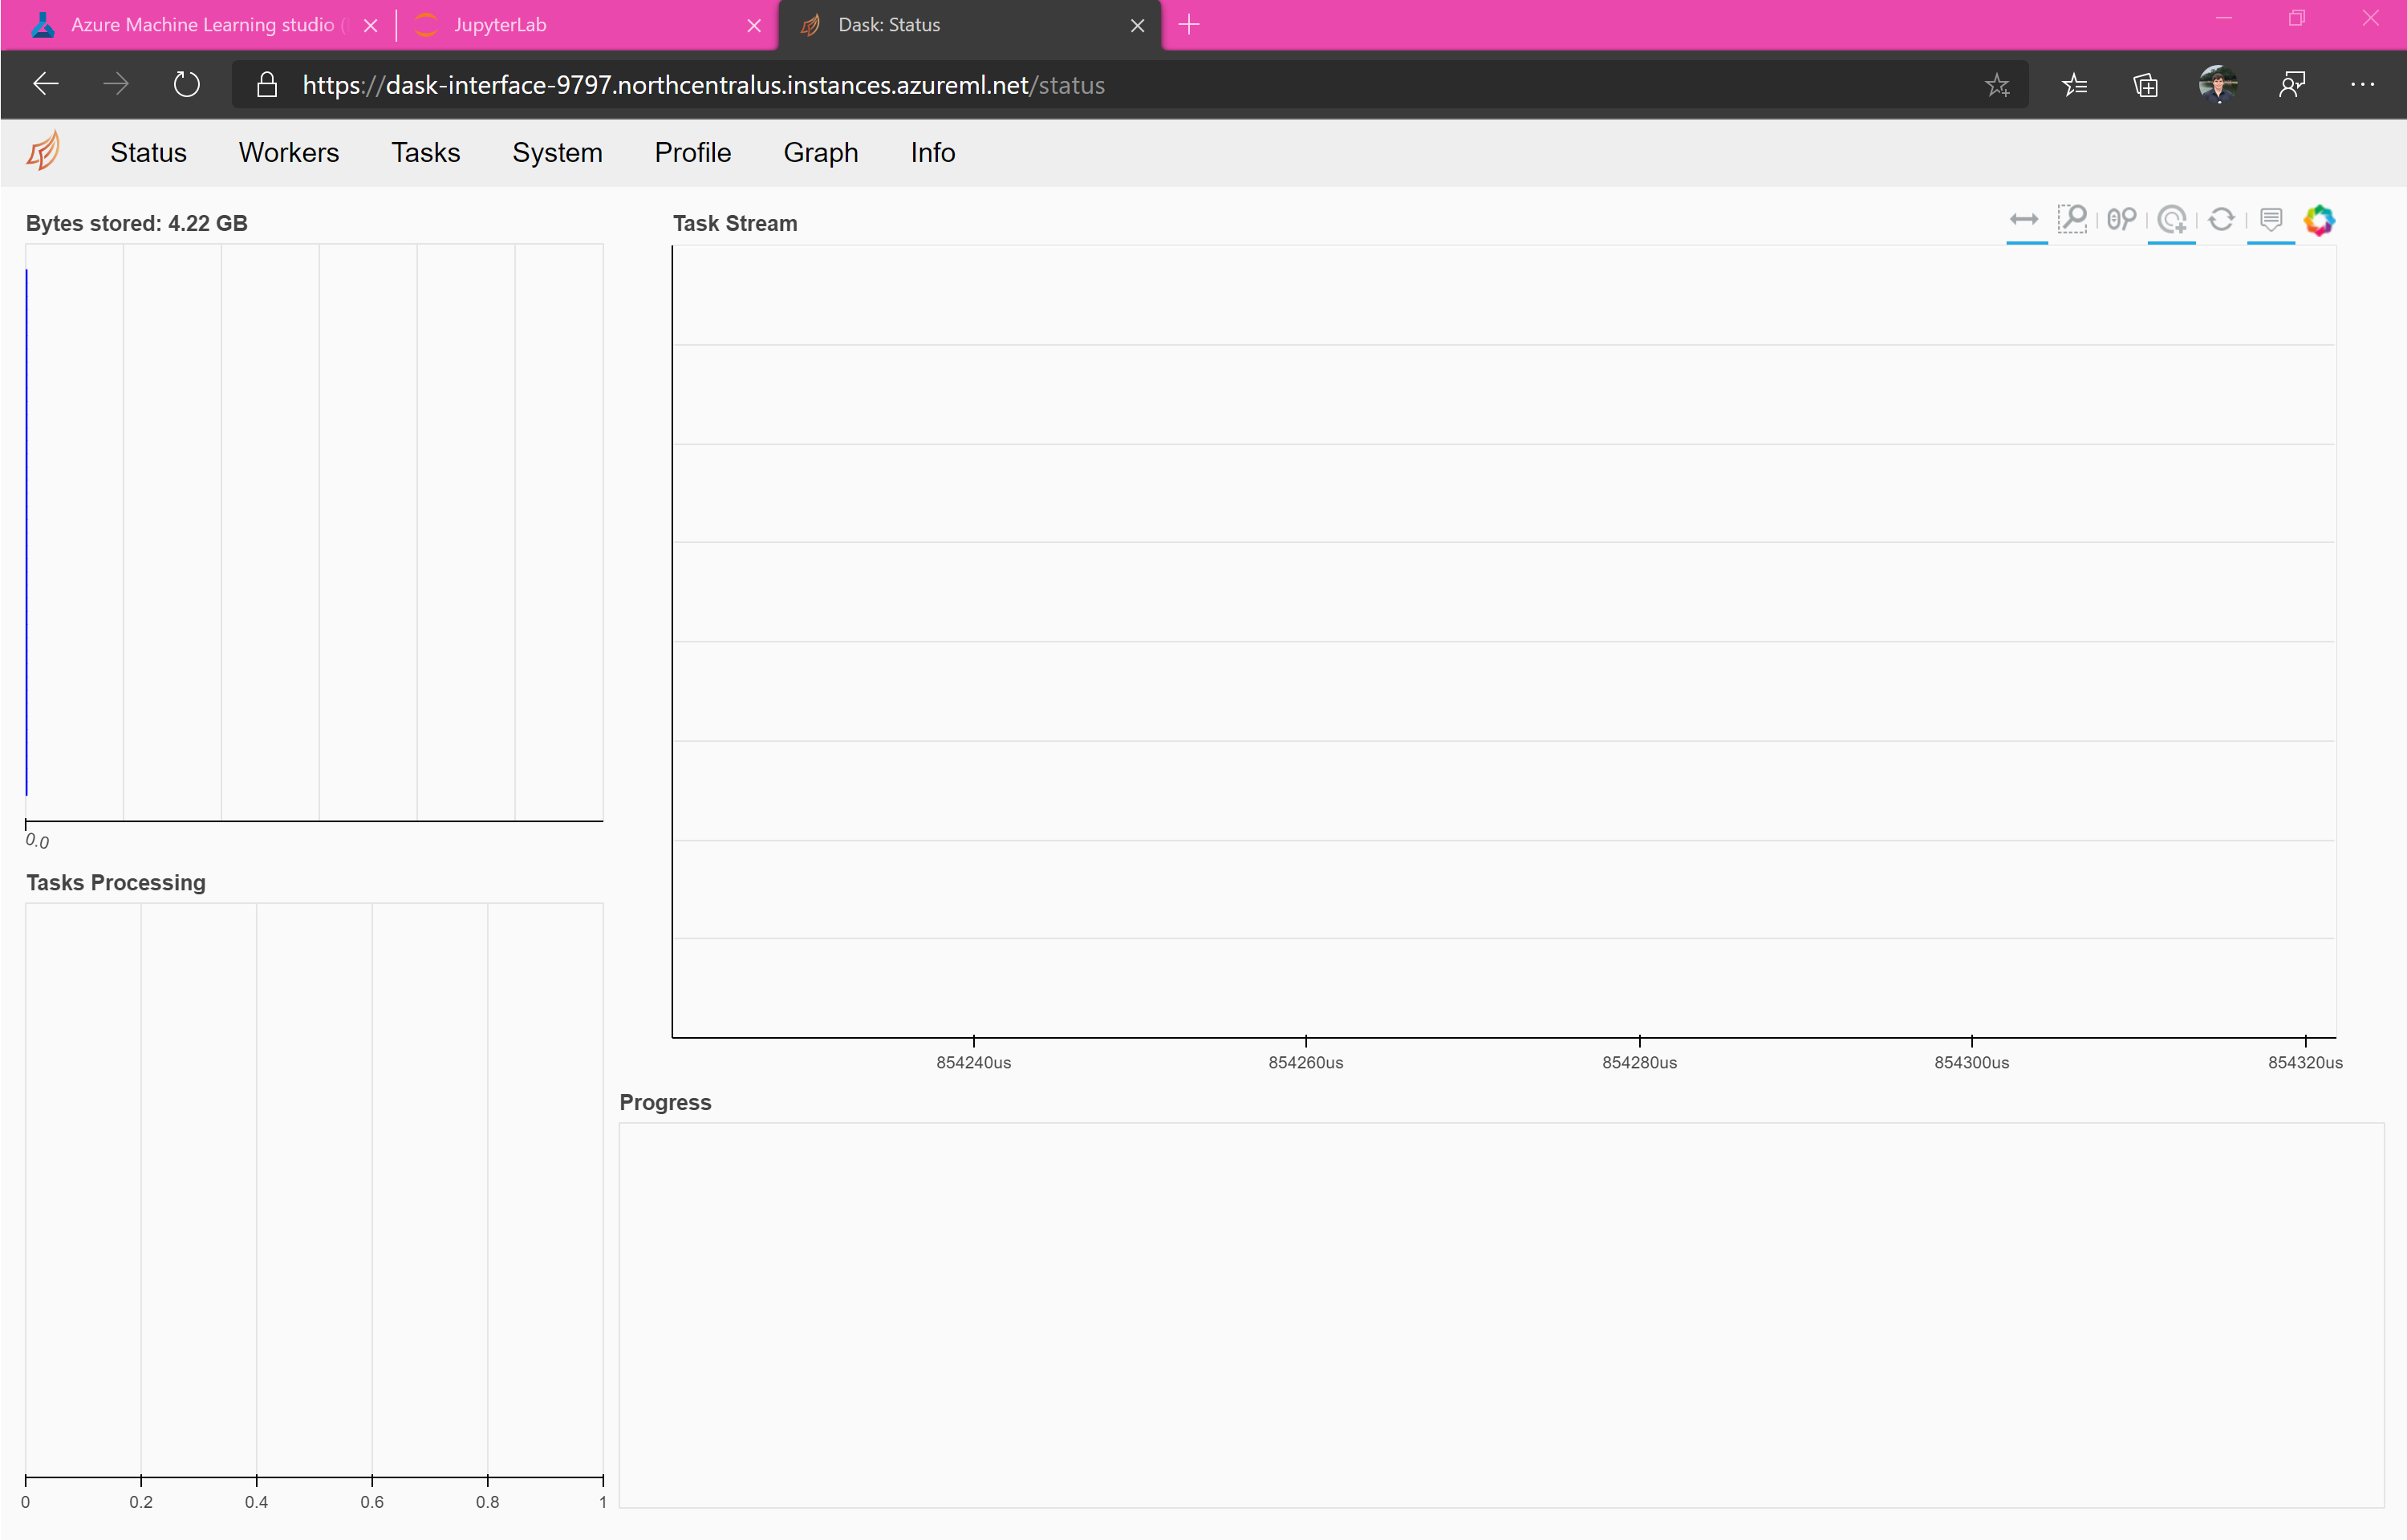 Azure Machine Learning studio (
JupyterLab
Dask: Status
https://dask-interface-9797.northcentralus.instances.azureml.net/status
Status Workers Tasks System Profile Graph Info
Bytes stored: 4.22 GB
0.0
Task Stream
854240us 854260us 854280us 854300us 854320us
Tasks Processing
0 0.2 0.4 0.6 0.8 1
Progress